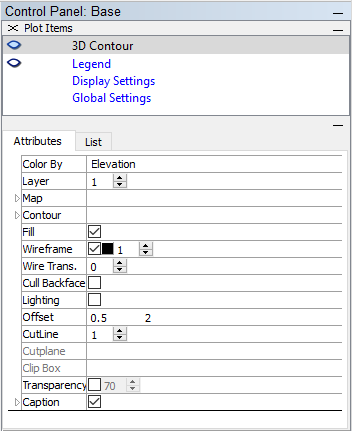 Control Panel: Base
Plot Items
3D Contour
Legend
Display Settings
Global Settings
Attributes List
Color By Elevation
Layer 1
Map
Contour
Fill
Wireframe 1
Wire Trans. 0
Cull Backface
Lighting
Offset 0.5 2
CutLine 1
Cutplane
Clip Box
Transparency 70
Caption